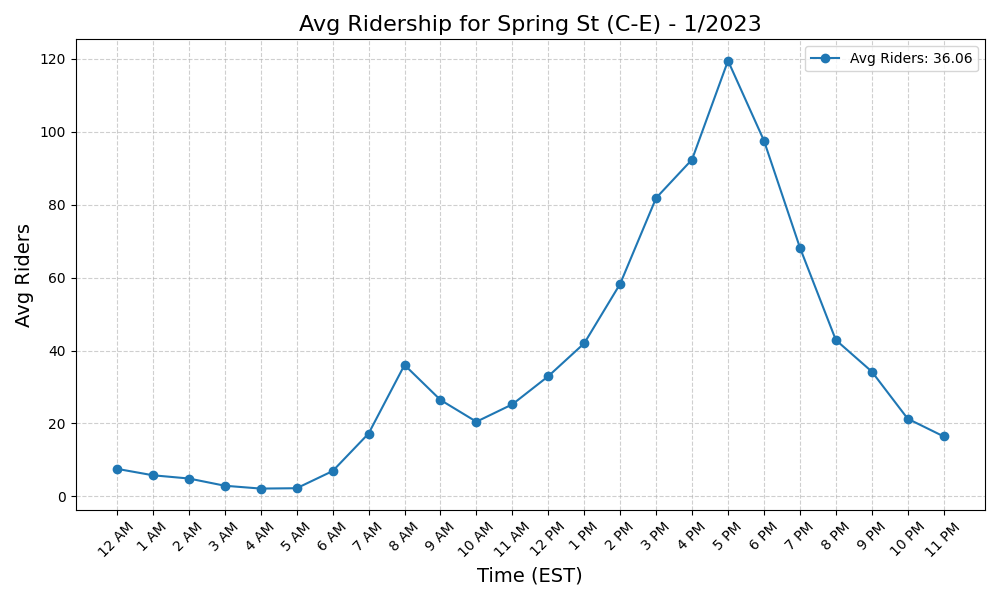 Avg Ridership for Spring St (C-E) - 1/2023
Avg Riders: 36.06
Avg Riders
120
100
80
60
40
20
0
12 AM
1 AM
2 AM
3 AM
4 AM
5 AM
6 AM
7 AM
8 AM
9 AM
10 AM
11 AM
12 PM
1 PM
2 PM
3 PM
4 PM
5 PM
6 PM
7 PM
8 PM
9 PM
10 PM
11 PM
Time (EST)